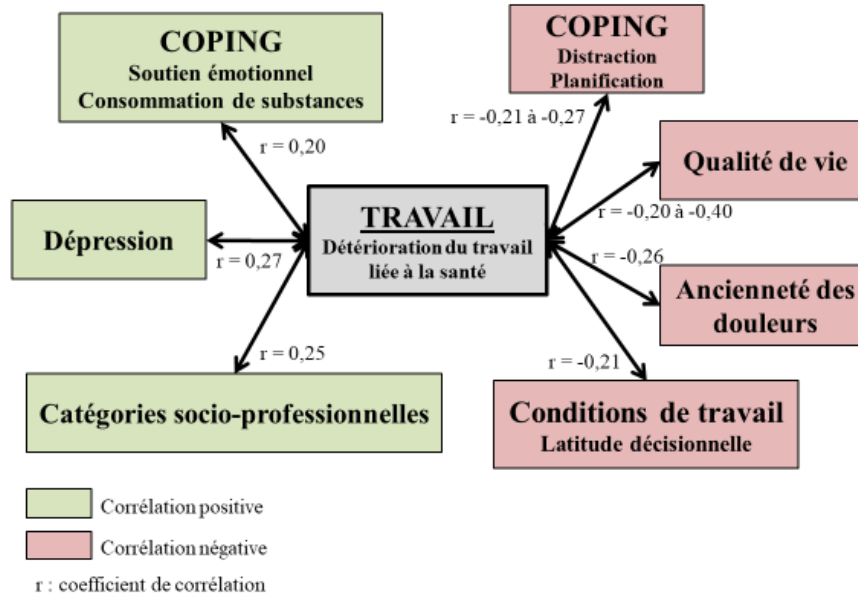 COPING
Soutien émotionnel
Consommation de substances
COPING
Distraction
Planification
r = 0,20
r = -0,21 à -0,27
Qualité de vie
TRAVAIL
Détérioration du travail
liée à la santé
Dépression
r = 0,27
r = -0,20 à -0,40
r = -0,26
Ancienneté des
douleurs
r = 0,25
r = -0,21
Catégories socio-professionnelles
Conditions de travail
Latitude décisionnelle
Corrélation positive
Corrélation négative
r : coefficient de corrélation